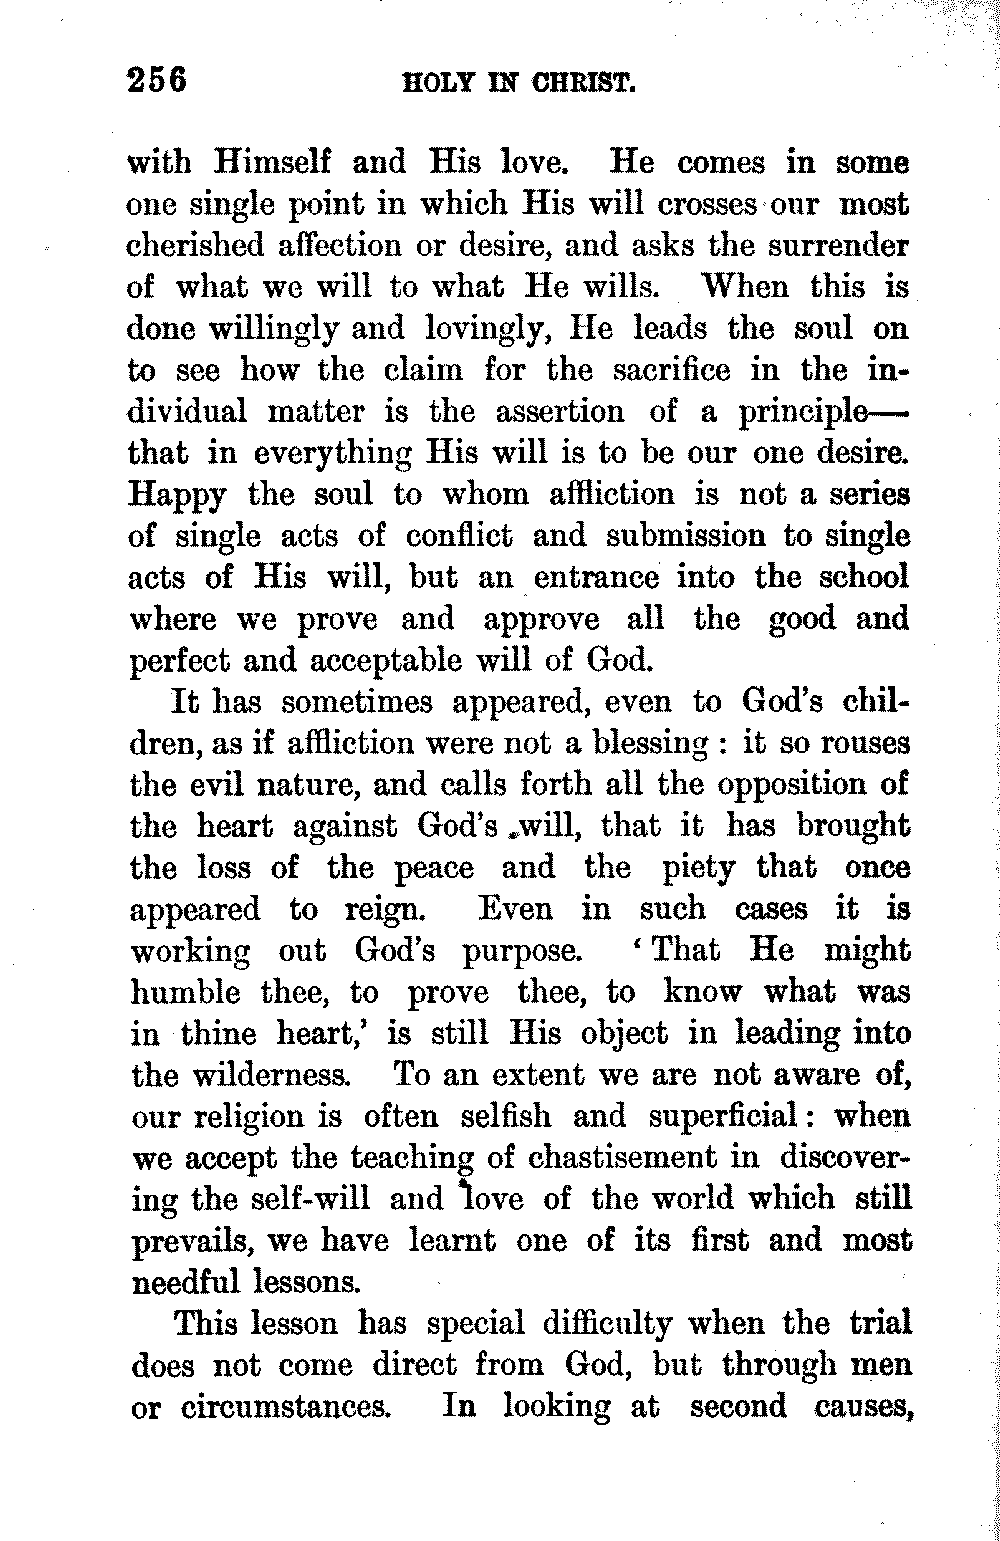 256 HOLY IN CHRIST.
with Himself and His love. He comes in some
one single point in which His will crosses our most
cherished affection or desire, and asks the surrender
of what we will to what He wills. When this is
done willingly and lovingly, He leads the soul on
to see how the claim for the sacrifice in the in-
dividual matter is the assertion of a principle—
that in everything His will is to be our one desire.
Happy the soul to whom affliction is not a series
of single acts of conflict and submission to single
acts of His will, but an entrance into the school
where we prove and approve all the good and
perfect and acceptable will of God.
It has sometimes appeared, even to God's chil-
dren, as if affliction were not a blessing : it so rouses
the evil nature, and calls forth all the opposition of
the heart against God's will, that it has brought
the loss of the peace and the piety that once
appeared to reign. Even in such cases it is
working out God's purpose. ‘ That He might
humble thee, to prove thee, to know what was
in thine heart,’ is still His object in leading into
the wilderness. To an extent we are not aware of,
our religion is often selfish and superficial : when
we accept the teaching of chastisement in discover-
ing the self-will and love of the world which still
prevails, we have learnt one of its first and most
needful lessons.
This lesson has special difficulty when the trial
does not come direct from God, but through men
or circumstances. In looking at second causes,